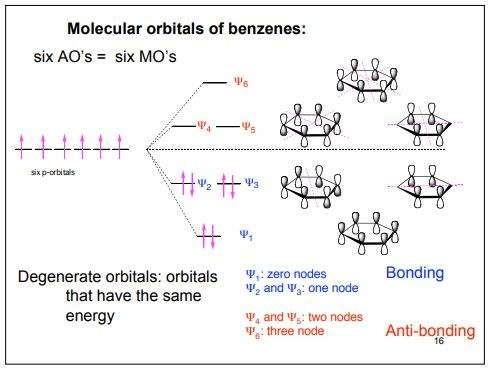 Molecular orbitals of benzenes:
six AO's = six MO's
Ψ6
Ψ4 Ψ5
six p-orbitals
Ψ2 Ψ3
Ψ1
Degenerate orbitals: orbitals
that have the same
energy
Ψ1: zero nodes
Ψ2 and Ψ3: one node
Bonding
Ψ4 and Ψ5: two nodes
Ψ6: three node
Anti-bonding
16